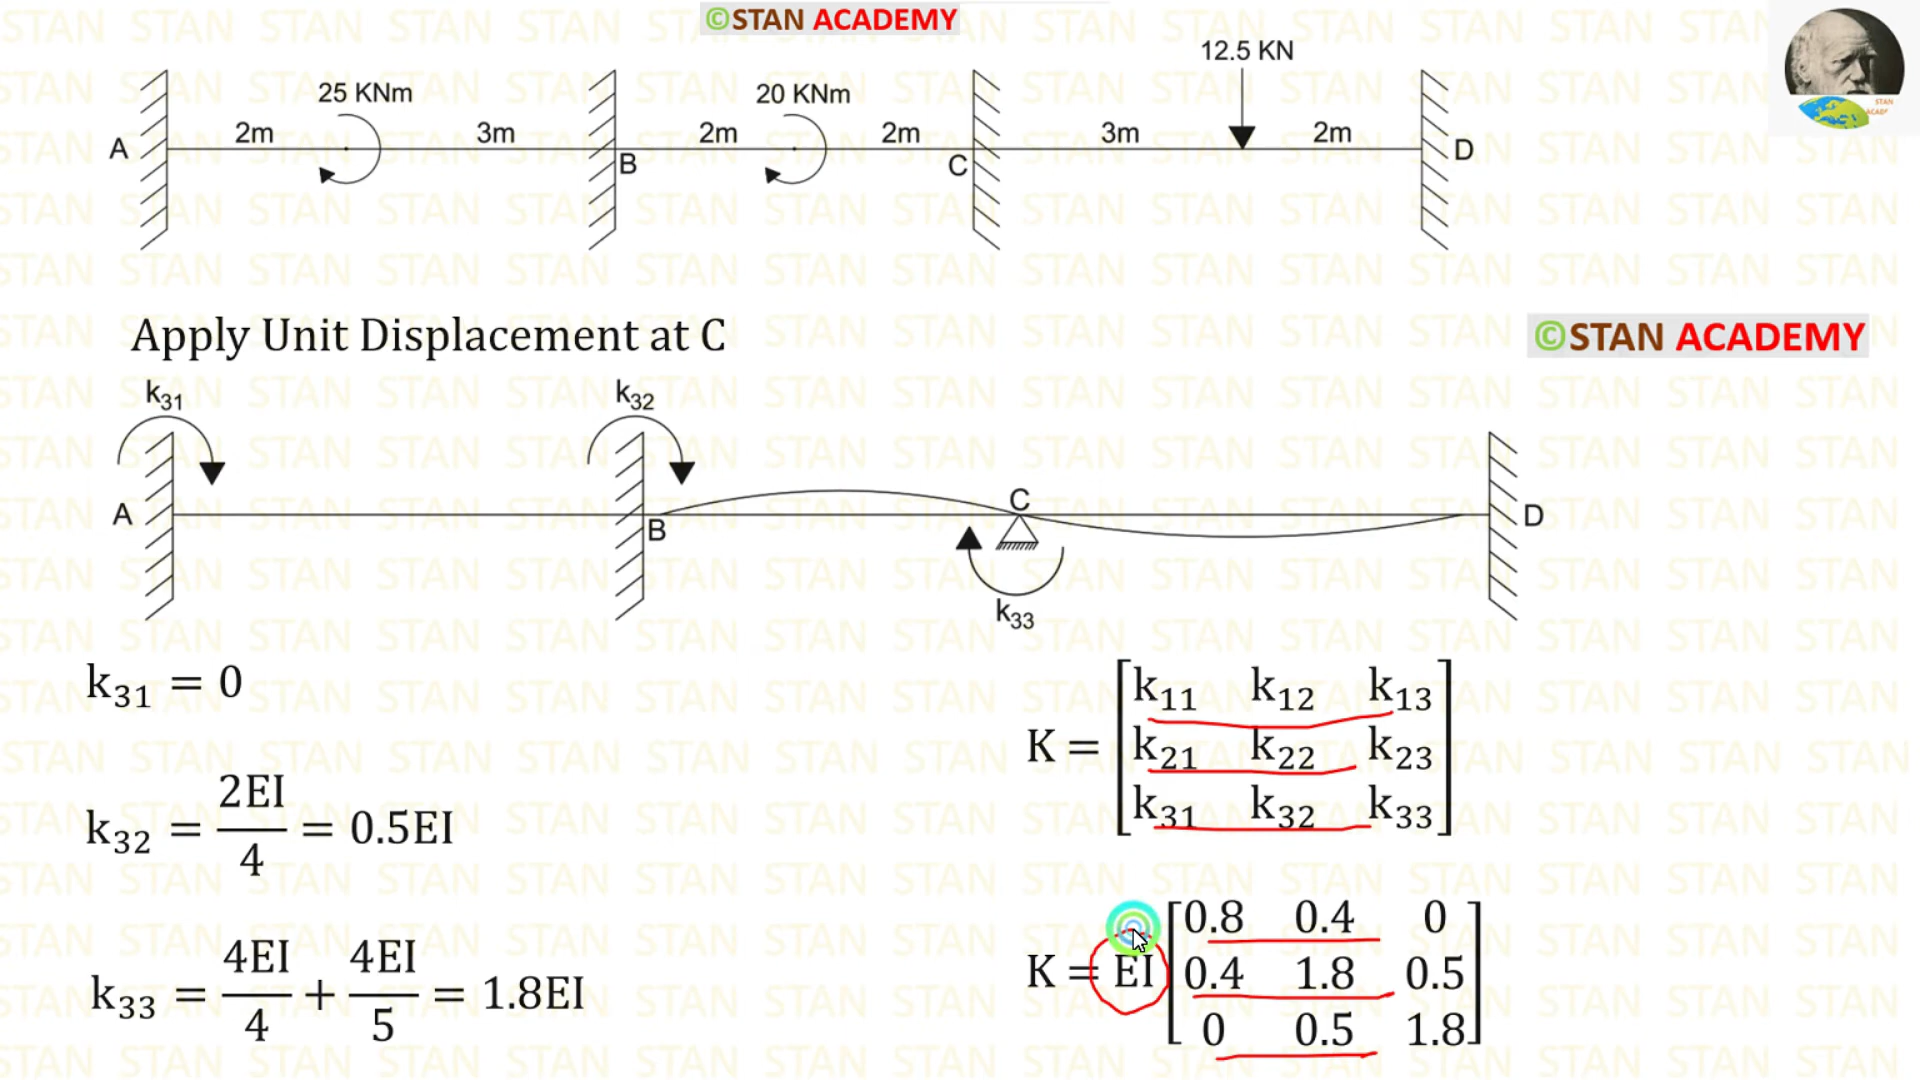 ©STAN ACADEMY
12.5 KN
25 KNm
20 KNm
A 2m 3m B 2m 2m C 3m 2m D
STAN ACADEMY
Apply Unit Displacement at C
©STAN ACADEMY
k₃₁ k₃₂
A B C D
k₃₃
k₃₁ = 0
K = [k₁₁ k₁₂ k₁₃
k₂₁ k₂₂ k₂₃
k₃₁ k₃₂ k₃₃]
k₃₂ = 2EI/4 = 0.5EI
k₃₃ = 4EI/4 + 4EI/5 = 1.8EI
K = EI [0.8 0.4 0
0.4 1.8 0.5
0 0.5 1.8]